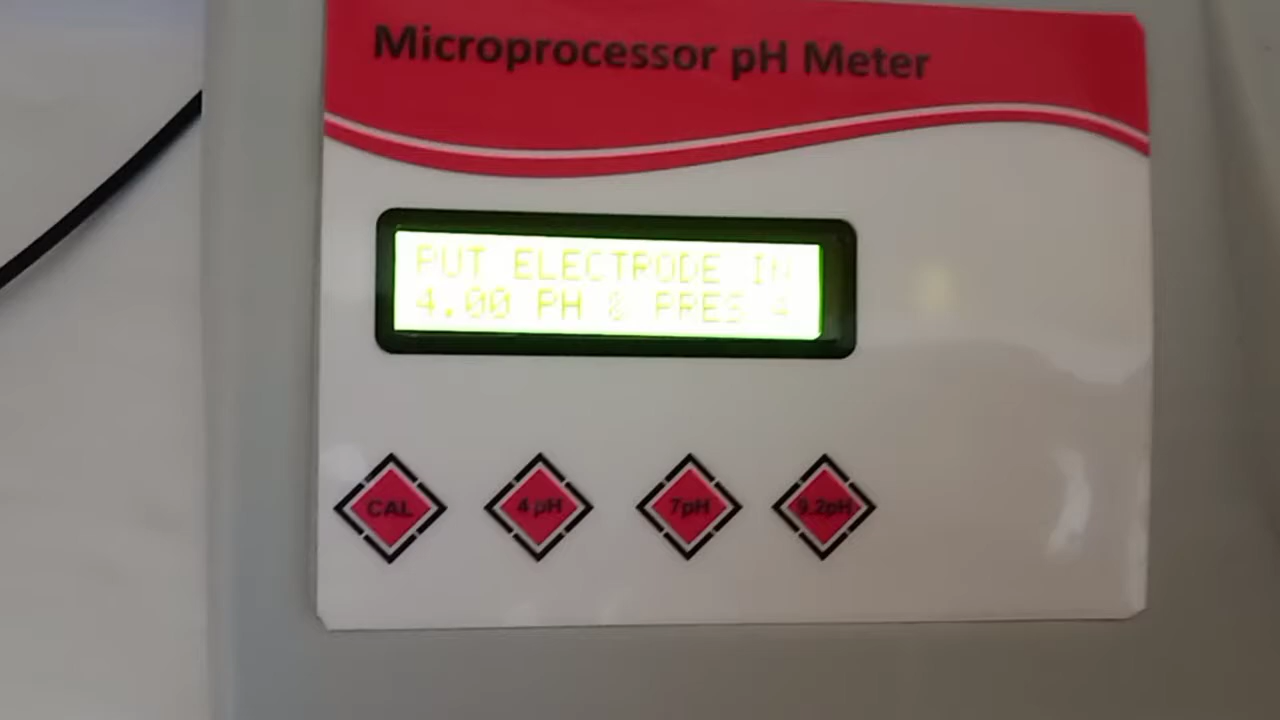 Microprocessor pH Meter
PUT ELECTRODE IN
4.00 PH & PRES 4
CAL
4 pH
7pH
9.2pH